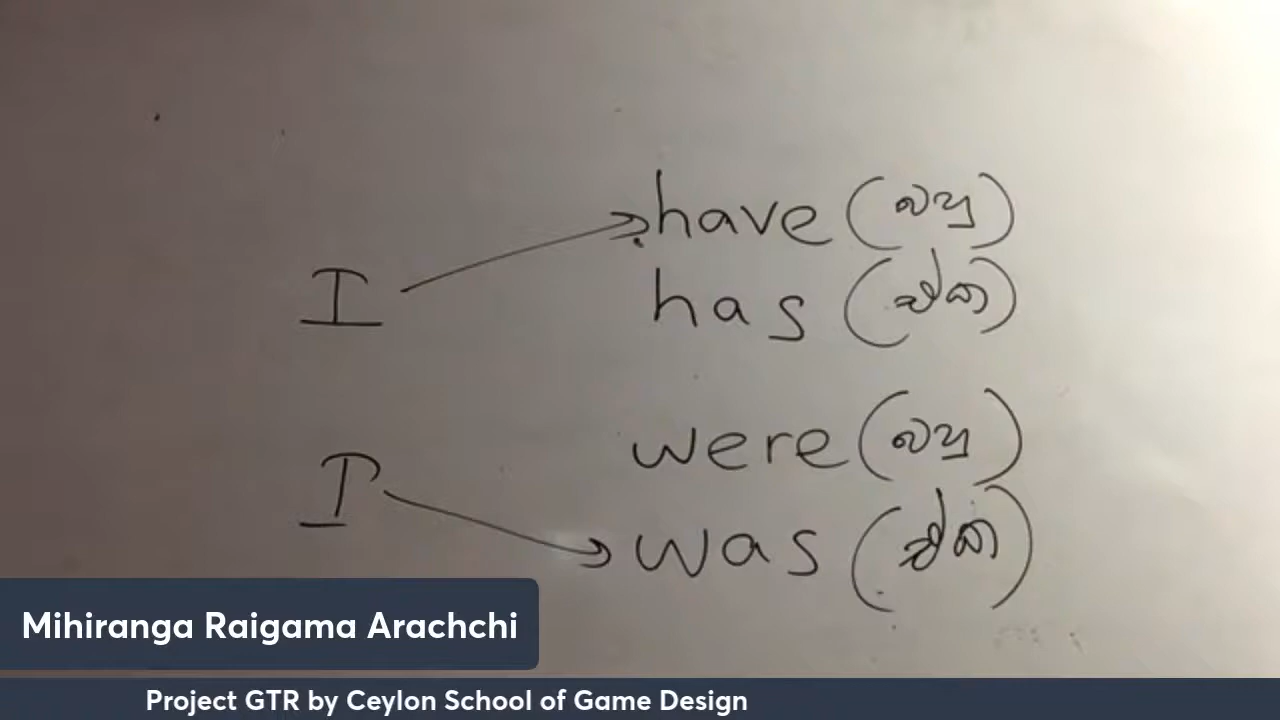 I
have (බහු)
has (ඒක)
I
were (බහු)
was (ඒක)
Mihiranga Raigama Arachchi
Project GTR by Ceylon School of Game Design